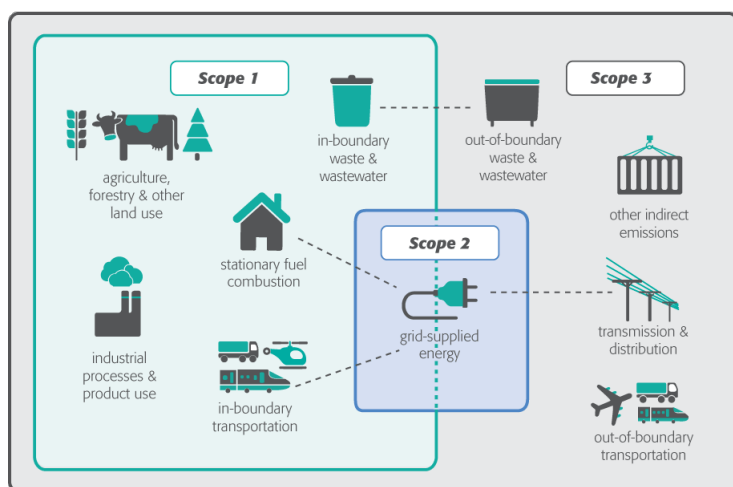 Scope 1
Scope 3
in-boundary
waste &
wastewater
out-of-boundary
waste &
wastewater
agriculture,
forestry & other
land use
other indirect
emissions
Scope 2
stationary fuel
combustion
grid-supplied
energy
transmission &
distribution
industrial
processes &
product use
in-boundary
transportation
out-of-boundary
transportation